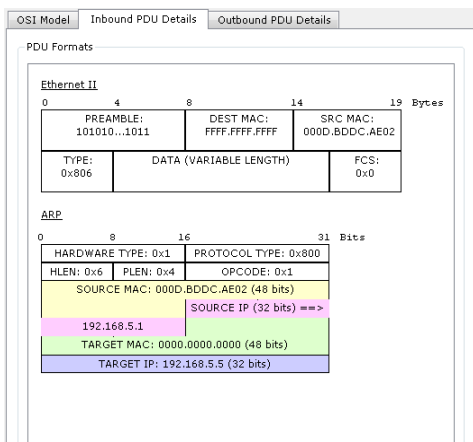 OSI Model Inbound PDU Details Outbound PDU Details
PDU Formats
Ethernet II
0 4 8 14 19 Bytes
PREAMBLE: DEST MAC: SRC MAC:
101010...1011 FFFF.FFFF.FFFF 000D.BDDC.AE02
TYPE: DATA (VARIABLE LENGTH) FCS:
0x806 0x0
ARP
0 8 16 31 Bits
HARDWARE TYPE: 0x1 PROTOCOL TYPE: 0x800
HLEN: 0x6 PLEN: 0x4 OPCODE: 0x1
SOURCE MAC: 000D.BDDC.AE02 (48 bits)
SOURCE IP (32 bits) ==>
192.168.5.1
TARGET MAC: 0000.0000.0000 (48 bits)
TARGET IP: 192.168.5.5 (32 bits)